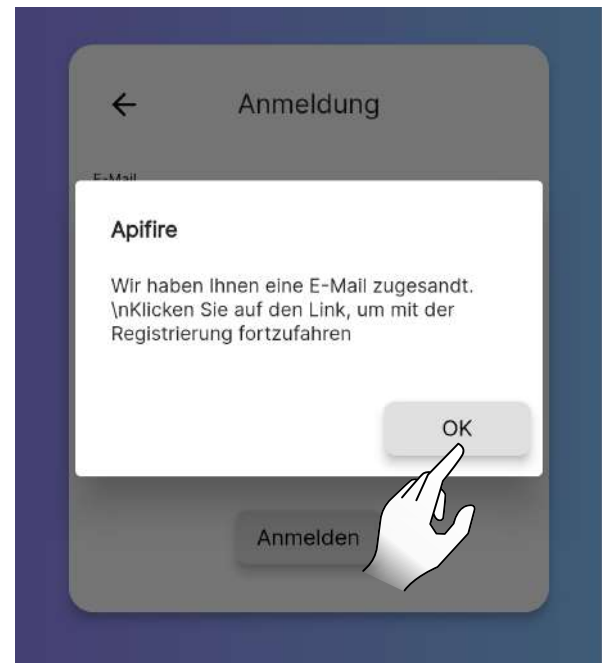 Anmeldung
E-Mail
Apifire
Wir haben Ihnen eine E-Mail zugesandt.
\nKlicken Sie auf den Link, um mit der
Registrierung fortzufahren
OK
Anmelden